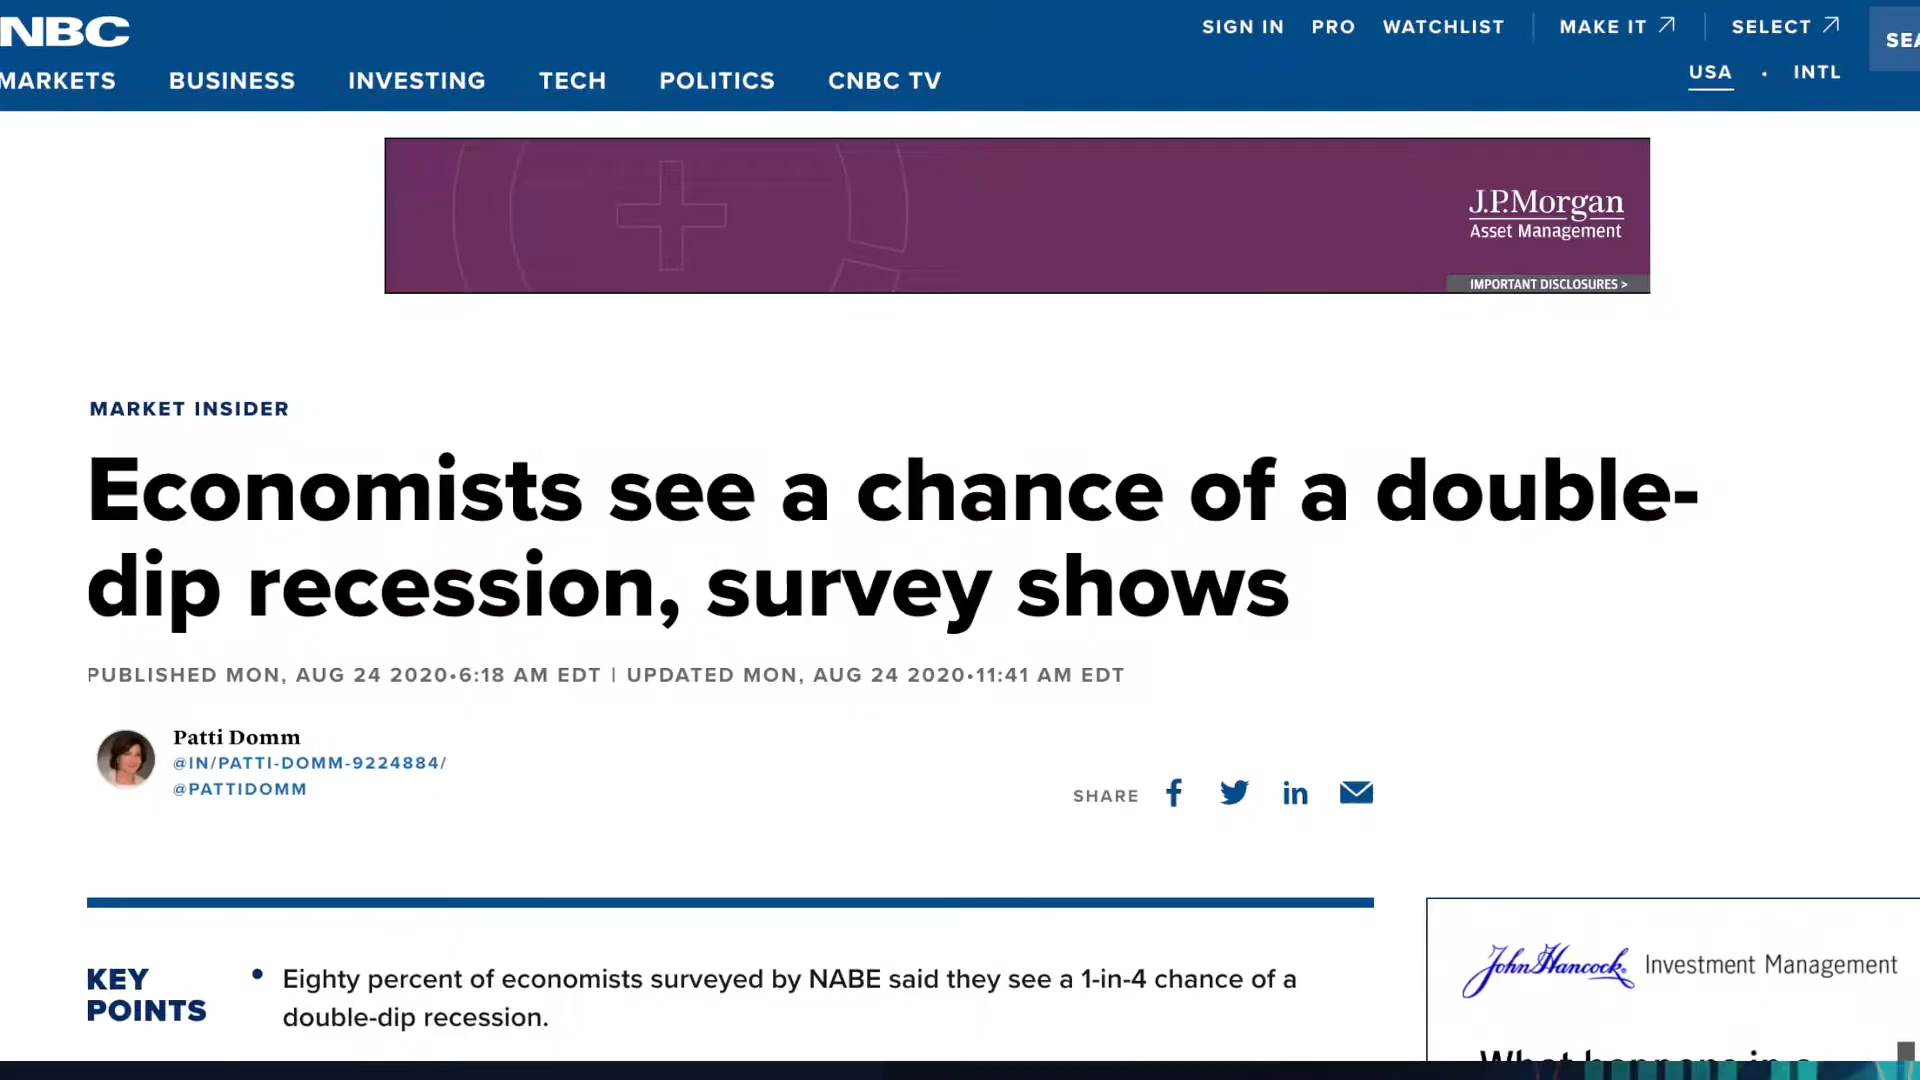 NBC
SIGN IN PRO WATCHLIST MAKE IT SELECT
MARKETS BUSINESS INVESTING TECH POLITICS CNBC TV
USA • INTL
SEA
J.P.Morgan
Asset Management
IMPORTANT DISCLOSURES >
MARKET INSIDER
Economists see a chance of a double-
dip recession, survey shows
PUBLISHED MON, AUG 24 2020•6:18 AM EDT | UPDATED MON, AUG 24 2020•11:41 AM EDT
Patti Domm
@IN/PATTI-DOMM-9224884/
@PATTIDOMM
SHARE
KEY
POINTS
• Eighty percent of economists surveyed by NABE said they see a 1-in-4 chance of a
double-dip recession.
John Hancock Investment Management
What happens in a